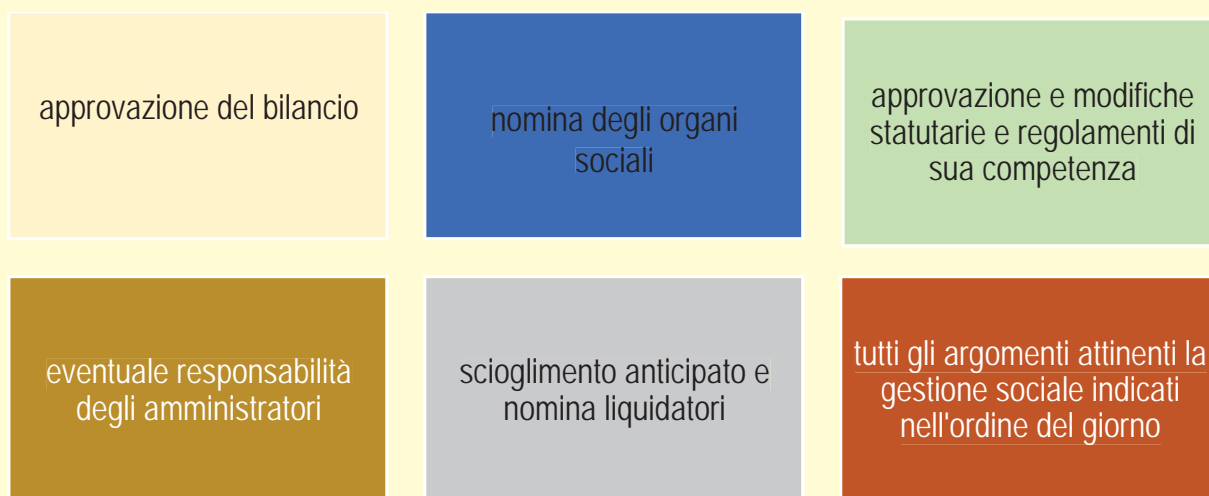 approvazione del bilancio
nomina degli organi
sociali
approvazione e modifiche
statutarie e regolamenti di
sua competenza
eventuale responsabilità
degli amministratori
scioglimento anticipato e
nomina liquidatori
tutti gli argomenti attinenti la
gestione sociale indicati
nell'ordine del giorno